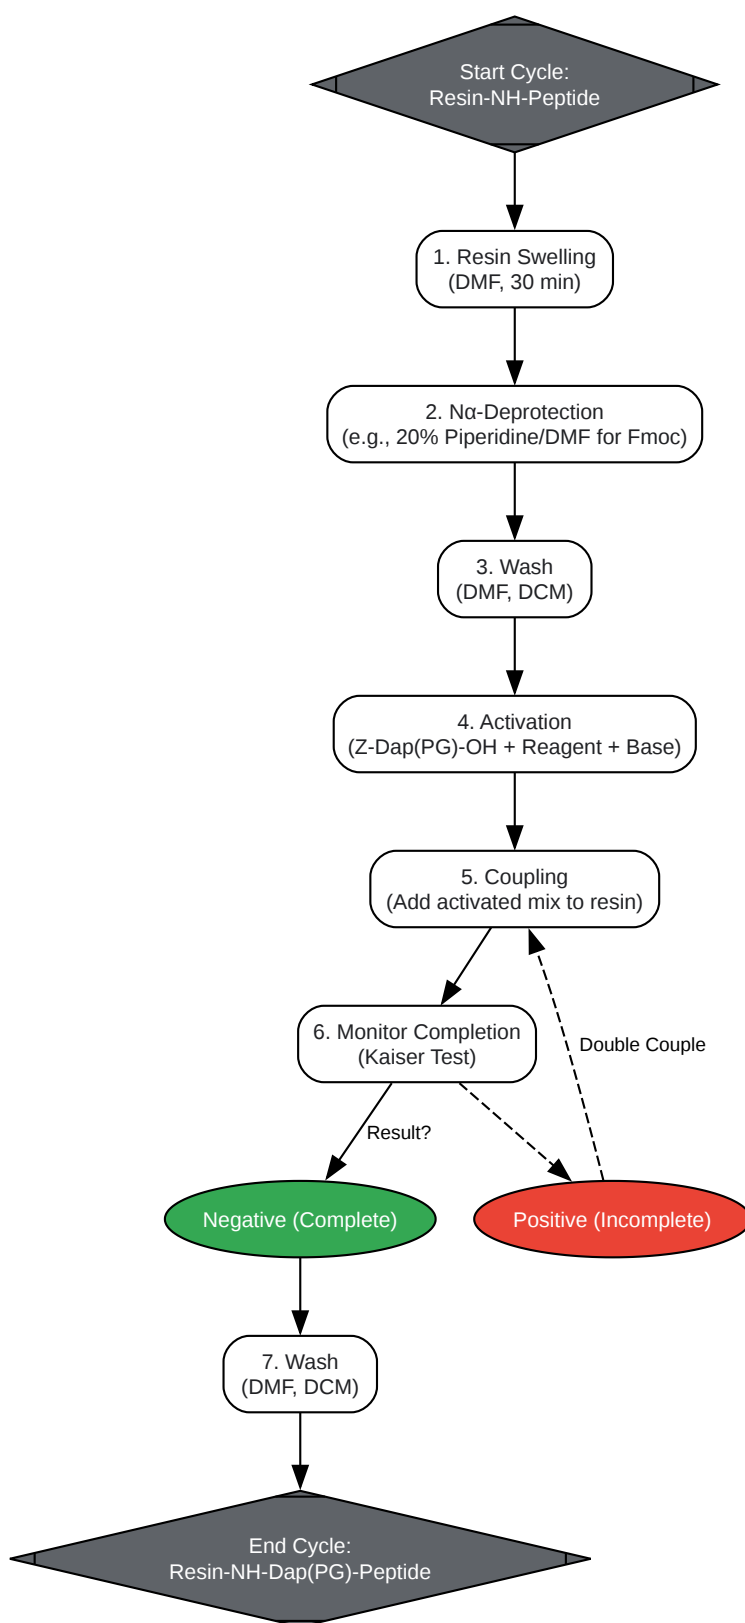 Start Cycle:
Resin-NH-Peptide
1. Resin Swelling
(DMF, 30 min)
2. Nα-Deprotection
(e.g., 20% Piperidine/DMF for Fmoc)
3. Wash
(DMF, DCM)
4. Activation
(Z-Dap(PG)-OH + Reagent + Base)
5. Coupling
(Add activated mix to resin)
6. Monitor Completion
(Kaiser Test)
Double Couple
Result?
Negative (Complete)
Positive (Incomplete)
7. Wash
(DMF, DCM)
End Cycle:
Resin-NH-Dap(PG)-Peptide